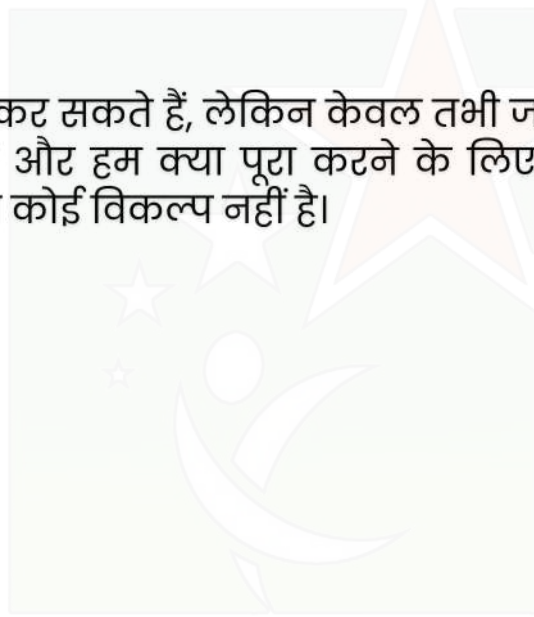 कर सकते हैं, लेकिन केवल तभी
और हम क्या पूरा करने के लिए
कोई विकल्प नहीं है।